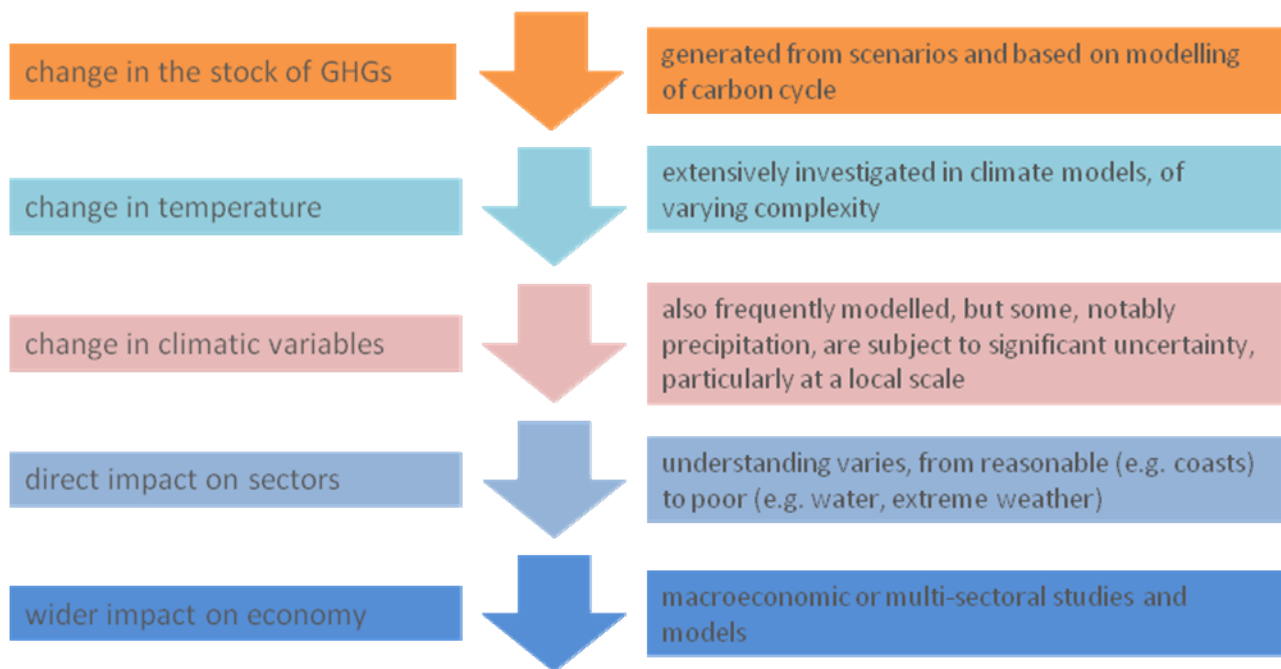 change in the stock of GHGs
generated from scenarios and based on modelling
of carbon cycle
change in temperature
extensively investigated in climate models, of
varying complexity
change in climatic variables
also frequently modelled, but some, notably
precipitation, are subject to significant uncertainty,
particularly at a local scale
direct impact on sectors
understanding varies, from reasonable (e.g. coasts)
to poor (e.g. water, extreme weather)
wider impact on economy
macroeconomic or multi-sectoral studies and
models